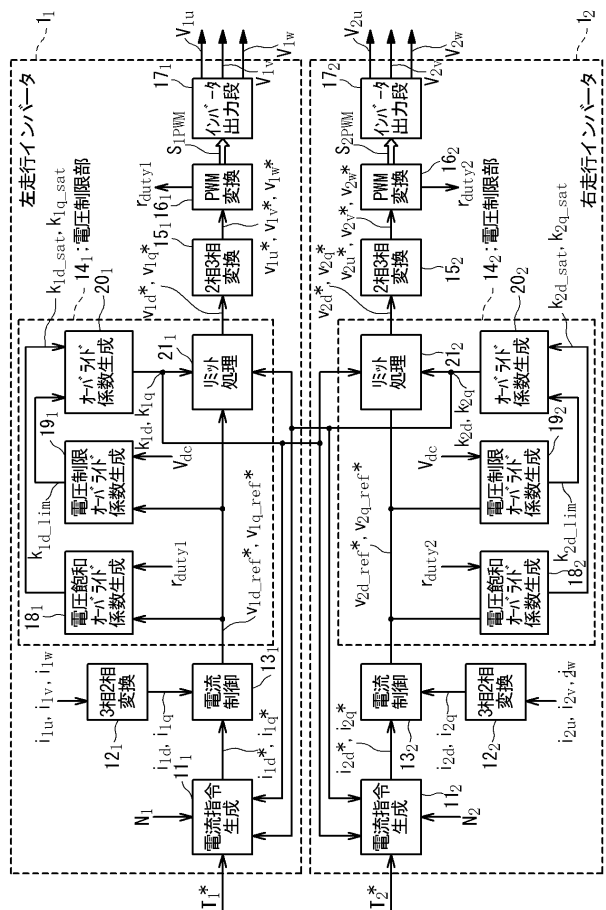 左走行インバータ
I1
T1*
N1
電流指令
生成
11₁
i1d*, i1q*
電流
制御
13₁
i1d, i1q
3相2相
変換
12₁
i1u, i1v, i1w
v1d_ref*, v1q_ref*
電圧飽和
オーバライド
係数生成
18₁
rduty1
k1d_lim
電圧制限
オーバライド
係数生成
19₁
Vdc
オーバライド
係数生成
20₁
k1d_sat, k1q_sat
14₁;電圧制限部
k1d, k1q
リミット
処理
21₁
v1d*, v1q*
2相3相
変換
15₁
v1u*, v1v*, v1w*
PWM
変換
16₁
rduty1
S1PWM
インバータ
出力段
17₁
V1u
V1v
V1w
右走行インバータ
I2
T2*
N2
電流指令
生成
11₂
i2d*, i2q*
電流
制御
13₂
i2d, i2q
3相2相
変換
12₂
i2u, i2v, 2w
v2d_ref*, v2q_ref*
電圧飽和
オーバライド
係数生成
18₂
rduty2
k2d_lim
電圧制限
オーバライド
係数生成
19₂
Vdc
オーバライド
係数生成
20₂
k2d_sat, k2q_sat
14₂;電圧制限部
k2d, k2q
リミット
処理
21₂
v2d*, v2q*
2相3相
変換
15₂
v2u*, v2v*, v2w*
PWM
変換
16₂
rduty2
S2PWM
インバータ
出力段
17₂
V2u
V2v
V2w